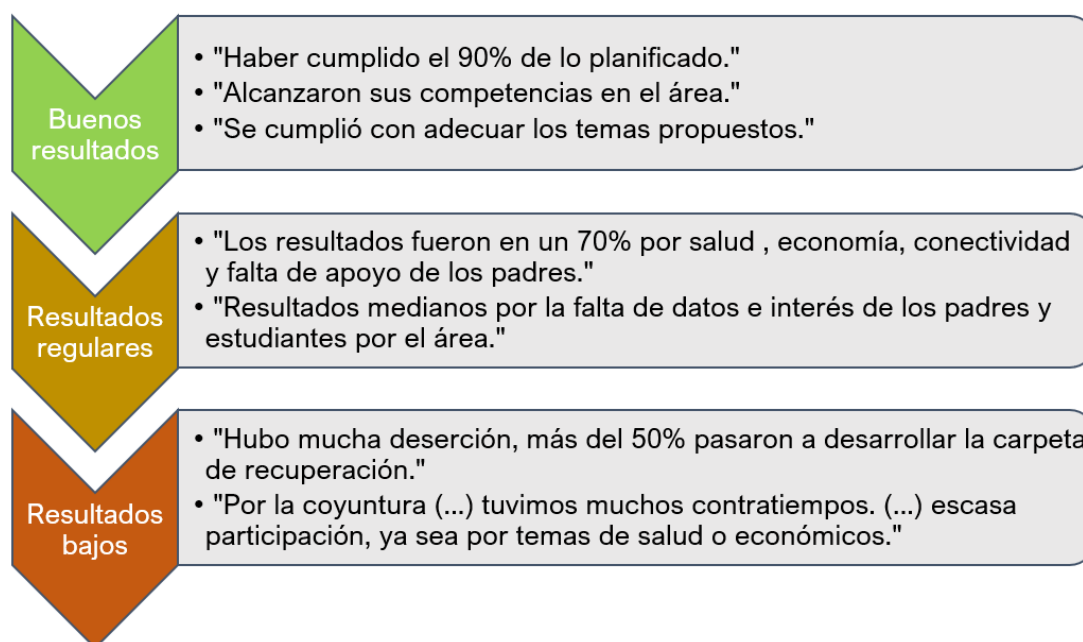 Buenos
resultados
• "Haber cumplido el 90% de lo planificado."
• "Alcanzaron sus competencias en el área."
• "Se cumplió con adecuar los temas propuestos."
Resultados
regulares
• "Los resultados fueron en un 70% por salud , economía, conectividad
y falta de apoyo de los padres."
• "Resultados medianos por la falta de datos e interés de los padres y
estudiantes por el área."
Resultados
bajos
• "Hubo mucha deserción, más del 50% pasaron a desarrollar la carpeta
de recuperación."
• "Por la coyuntura (...) tuvimos muchos contratiempos. (...) escasa
participación, ya sea por temas de salud o económicos."